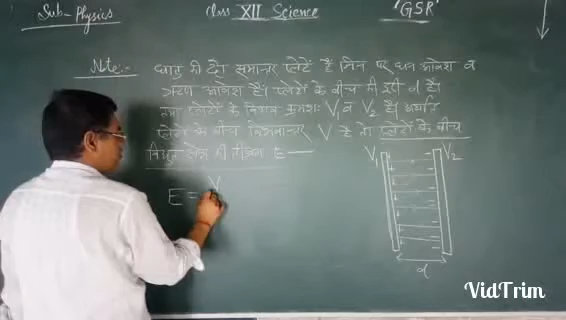 Sub-Physics
Class XII Science
"GSR"
Note:- धातु की दो समान्तर प्लेटें हैं जिन पर धन आवेश व
ऋण आवेश है। प्लेटों के बीच की दूरी d है।
तथा प्लेटों के विभव क्रमशः V₁ व V₂ है। अर्थात
प्लेटों के बीच विभवान्तर V है तो प्लेटों के बीच
विद्युत क्षेत्र की तीव्रता E —
V₁
V₂
E = V
d
VidTrim